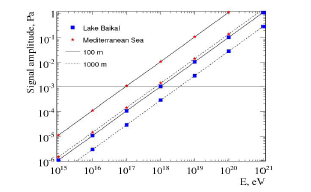 Signal amplitude, Pa
1
10⁻¹
10⁻²
10⁻³
10⁻⁴
10⁻⁵
10⁻⁶
Lake Baikal
Mediterranean Sea
100 m
1000 m
10¹⁵ 10¹⁶ 10¹⁷ 10¹⁸ 10¹⁹ 10²⁰ 10²¹
E, eV